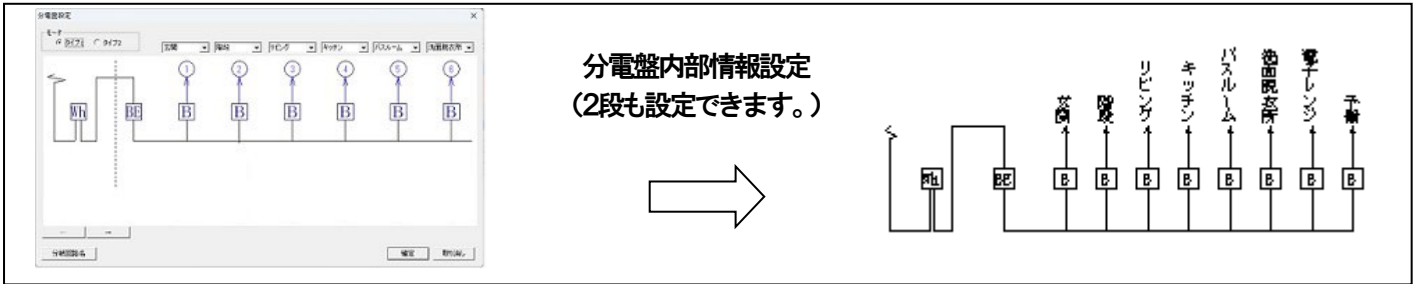 分電盤設定
モード
タイプ1 タイプ2
玄関 階段 リビング キッチン バスルーム 洗面脱衣所
1 2 3 4 5 6
Wh BE B B B B B B
← →
分岐回路名 確定 取り消し
分電盤内部情報設定
(2段も設定できます。)
玄関
階段
リビング
キッチン
バスルーム
洗面脱衣所
電子レンジ
予備
Wh BE B B B B B B B B